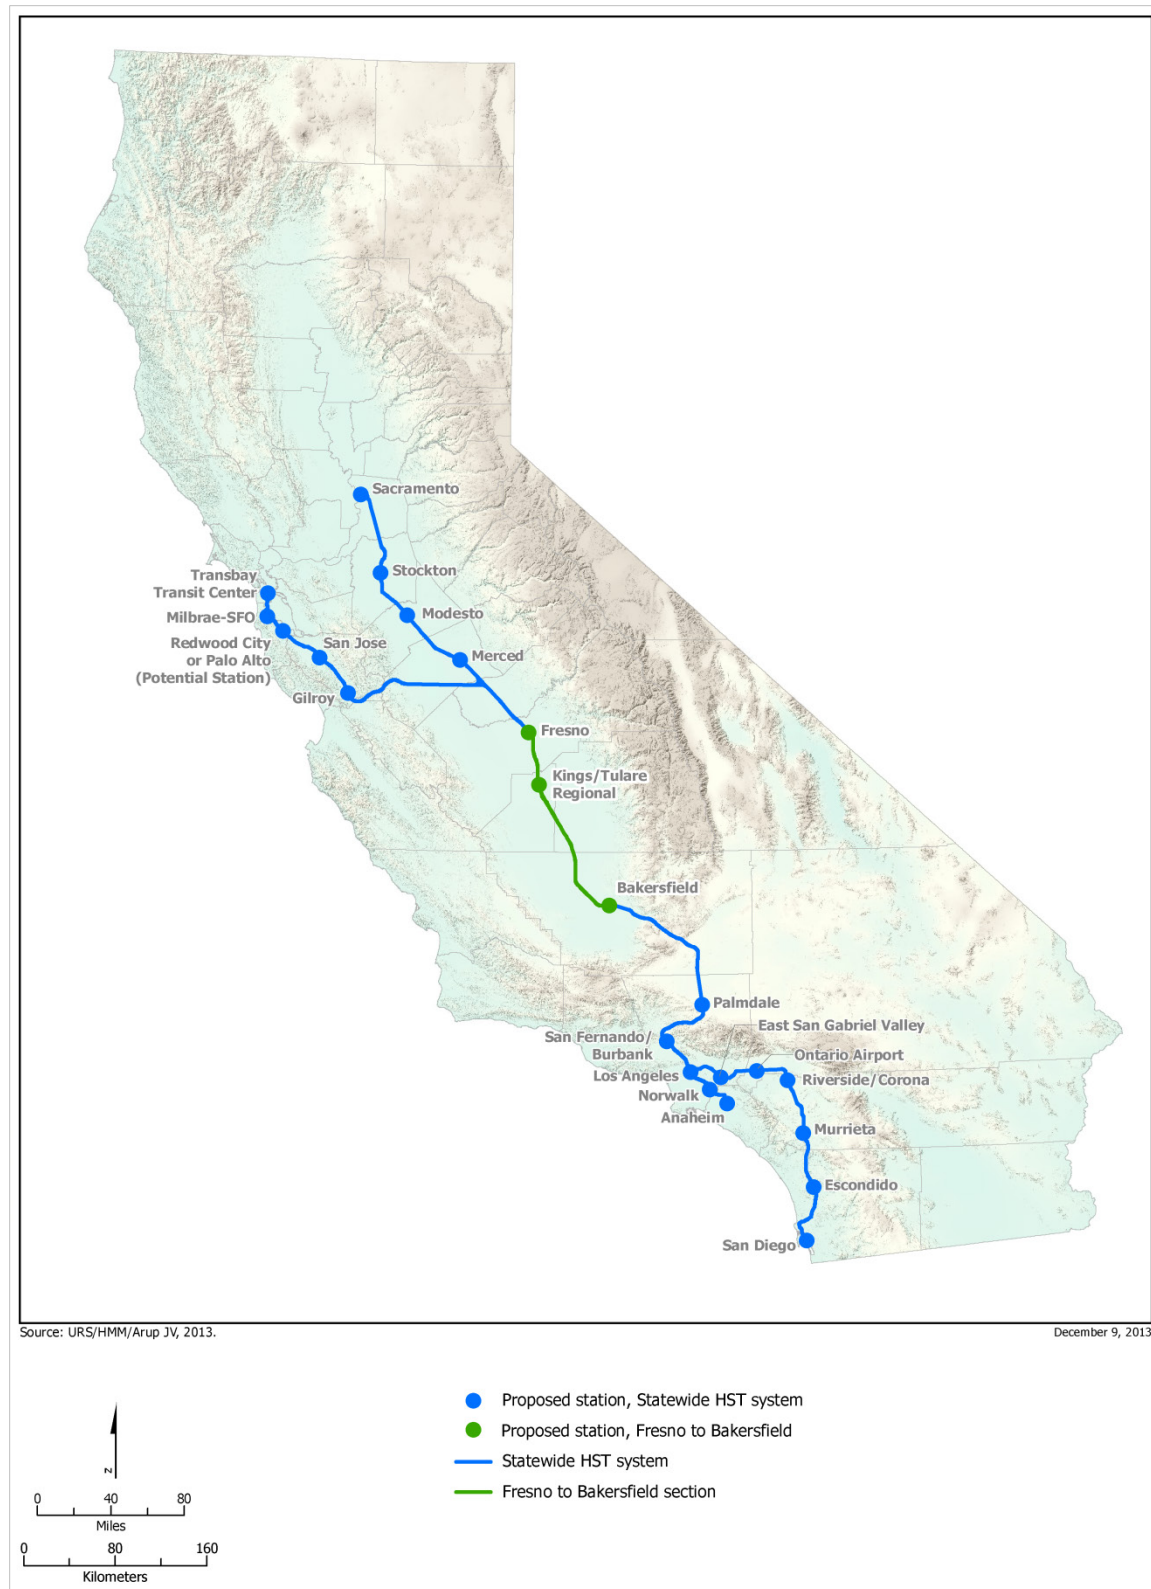 Sacramento
Transbay
Transit Center
Stockton
Milbrae-SFO
Modesto
Redwood City
or Palo Alto
(Potential Station)
San Jose
Merced
Gilroy
Fresno
Kings/Tulare
Regional
Bakersfield
Palmdale
East San Gabriel Valley
San Fernando/
Burbank
Ontario Airport
Los Angeles
Riverside/Corona
Norwalk
Anaheim
Murrieta
Escondido
San Diego
Source: URS/HMM/Arup JV, 2013.
December 9, 2013
Proposed station, Statewide HST system
Proposed station, Fresno to Bakersfield
Statewide HST system
Fresno to Bakersfield section
z
0 40 80
Miles
0 80 160
Kilometers